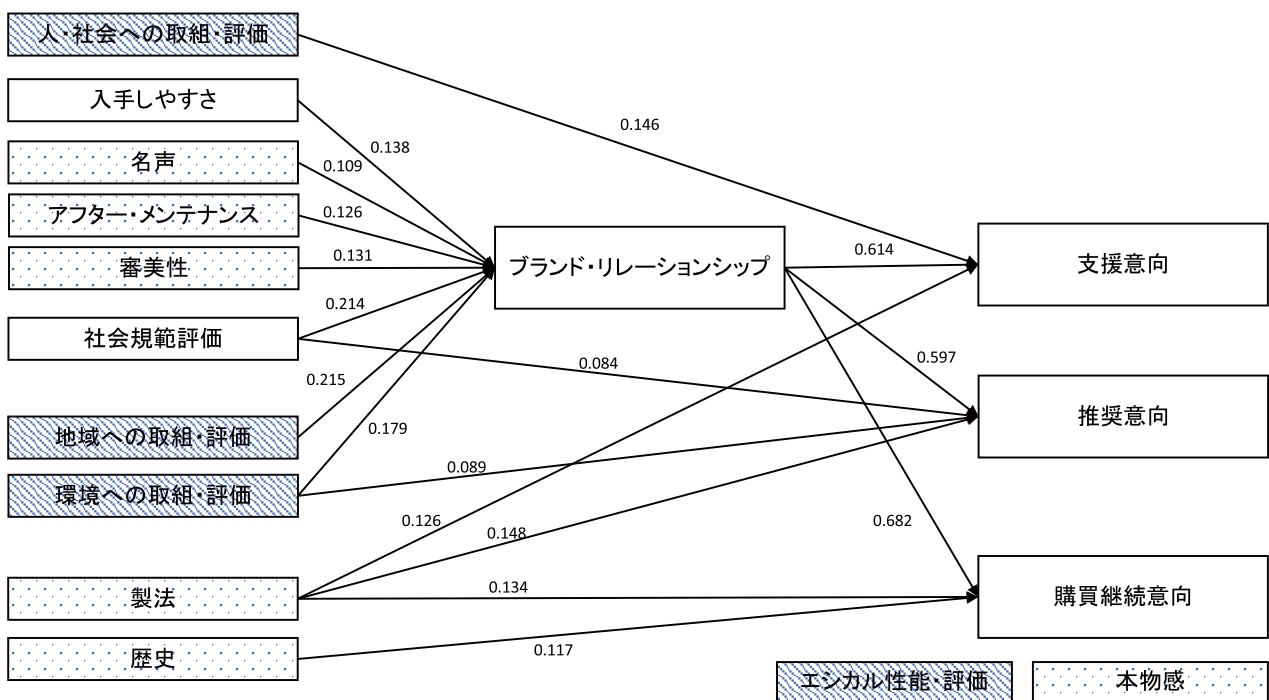 人・社会への取組・評価
入手しやすさ
名声
アフター・メンテナンス
審美性
社会規範評価
地域への取組・評価
環境への取組・評価
製法
歴史
0.146
0.138
0.109
0.126
0.131
0.214
0.215
0.179
0.084
0.089
0.126
0.148
0.134
0.117
ブランド・リレーションシップ
0.614
0.597
0.682
支援意向
推奨意向
購買継続意向
エシカル性能・評価
本物感